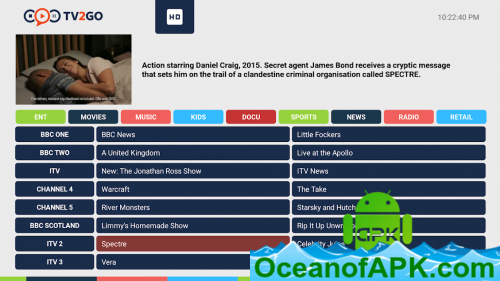 TV2GO
HD
10:22:40 PM
Action starring Daniel Craig, 2015. Secret agent James Bond receives a cryptic message
that sets him on the trail of a clandestine criminal organisation called SPECTRE.
ENT MOVIES MUSIC KIDS DOCU SPORTS NEWS RADIO RETAIL
BBC ONE BBC News Little Fockers
BBC TWO A United Kingdom Live at the Apollo
ITV New: The Jonathan Ross Show ITV News
CHANNEL 4 Warcraft The Take
CHANNEL 5 River Monsters Starsky and Hutch
BBC SCOTLAND Limmy's Homemade Show Rip It Up
ITV 2 Spectre Celebrity
ITV 3 Vera
APK
OceanofAPK.com